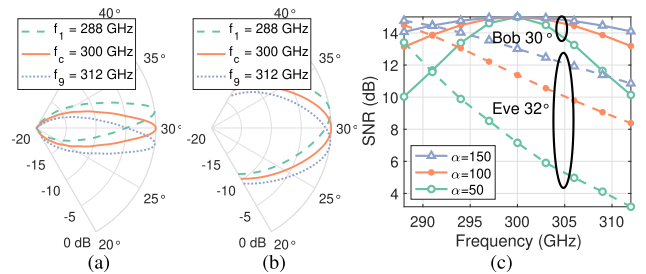 40°
f1 = 288 GHz
fc = 300 GHz
f9 = 312 GHz
30°
25°
20°
-20
-15
-10
-5
0 dB
(a)
40°
f1 = 288 GHz
fc = 300 GHz
f9 = 312 GHz
30°
25°
20°
-20
-15
-10
-5
0 dB
(b)
SNR (dB)
14
12
10
8
6
4
Bob 30°
Eve 32°
α=150
α=100
α=50
290 295 300 305 310
Frequency (GHz)
(c)